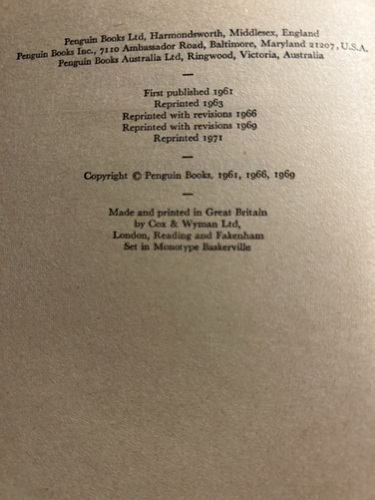 Penguin Books Ltd, Harmondsworth, Middlesex, England
Penguin Books Inc., 7110 Ambassador Road, Baltimore, Maryland 21207, U.S.A.
Penguin Books Australia Ltd, Ringwood, Victoria, Australia
—
First published 1961
Reprinted 1963
Reprinted with revisions 1966
Reprinted with revisions 1969
Reprinted 1971
—
Copyright © Penguin Books, 1961, 1966, 1969
—
Made and printed in Great Britain
by Cox & Wyman Ltd,
London, Reading and Fakenham
Set in Monotype Baskerville